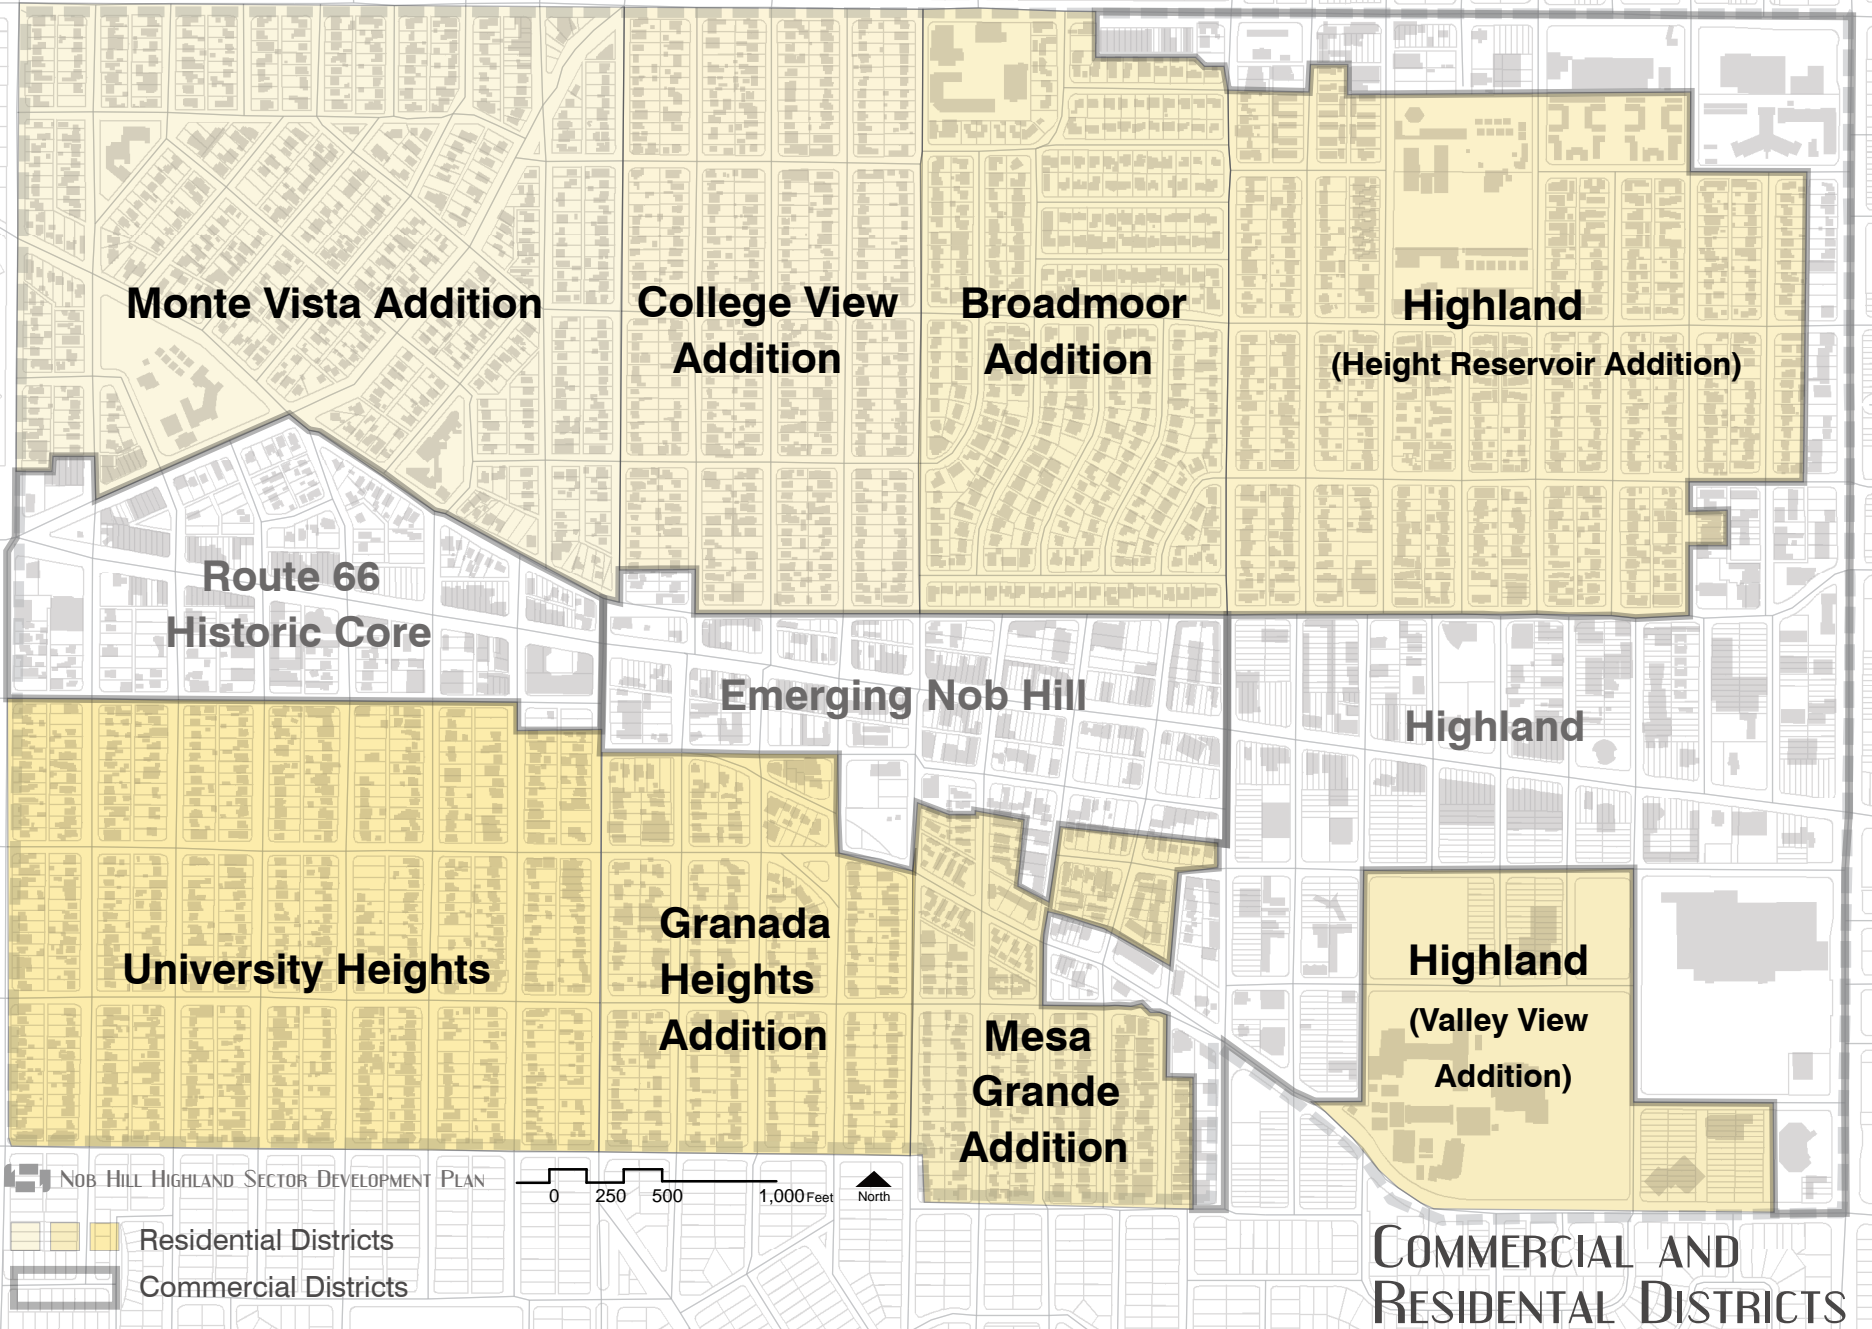 Monte Vista Addition
College View
Addition
Broadmoor
Addition
Highland
(Height Reservoir Addition)
Route 66
Historic Core
Emerging Nob Hill
Highland
University Heights
Granada
Heights
Addition
Mesa
Grande
Addition
Highland
(Valley View
Addition)
Nob Hill Highland Sector Development Plan
0 250 500 1,000 Feet
North
Residential Districts
Commercial Districts
Commercial and
Residental Districts